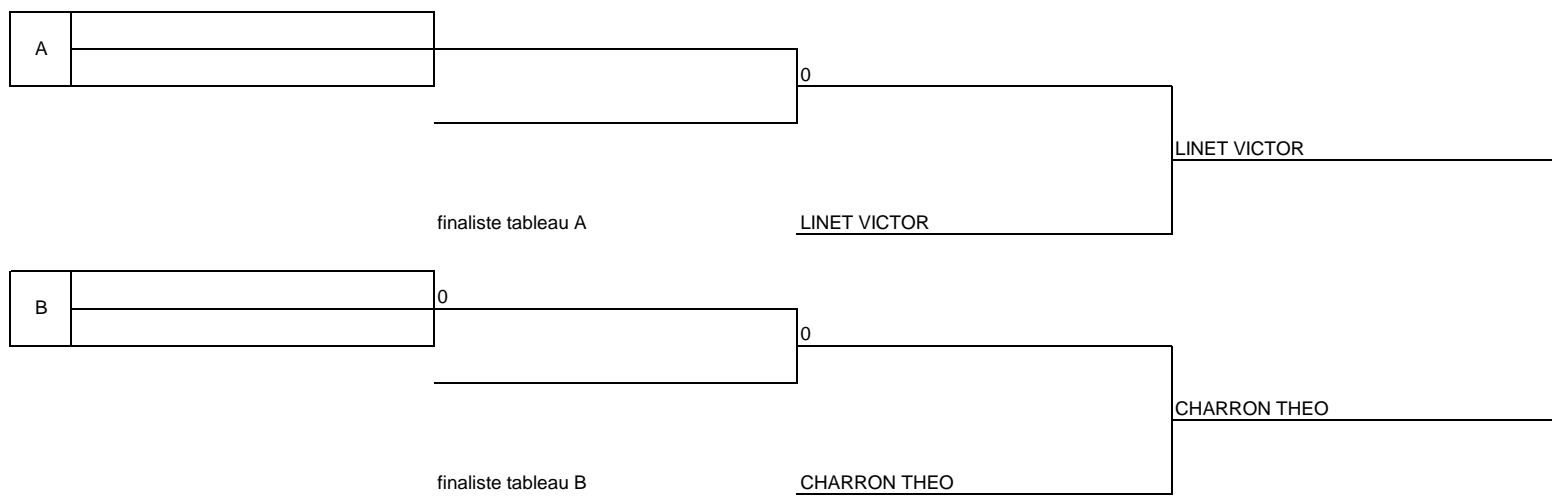 A
0
LINET VICTOR
finaliste tableau A
LINET VICTOR
B
0
0
CHARRON THEO
finaliste tableau B
CHARRON THEO